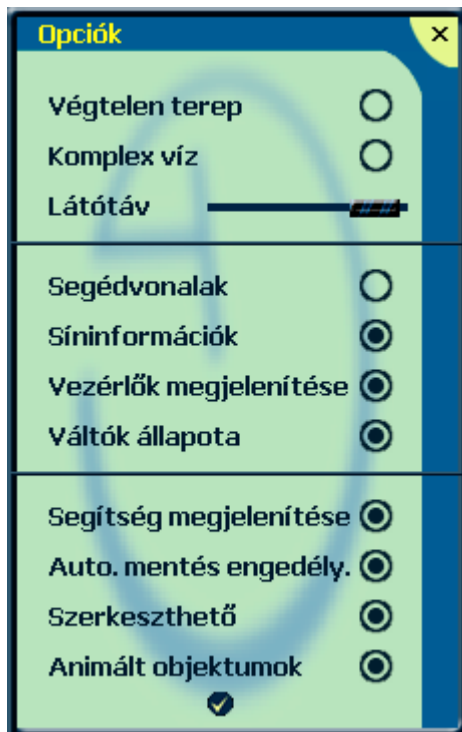 Opciók
Végtelen terep
Komplex víz
Látótáv
Segédvonalak
Síninformációk
Vezérlők megjelenítése
Váltók állapota
Segítség megjelenítése
Auto. mentés engedély.
Szerkeszthető
Animált objektumok